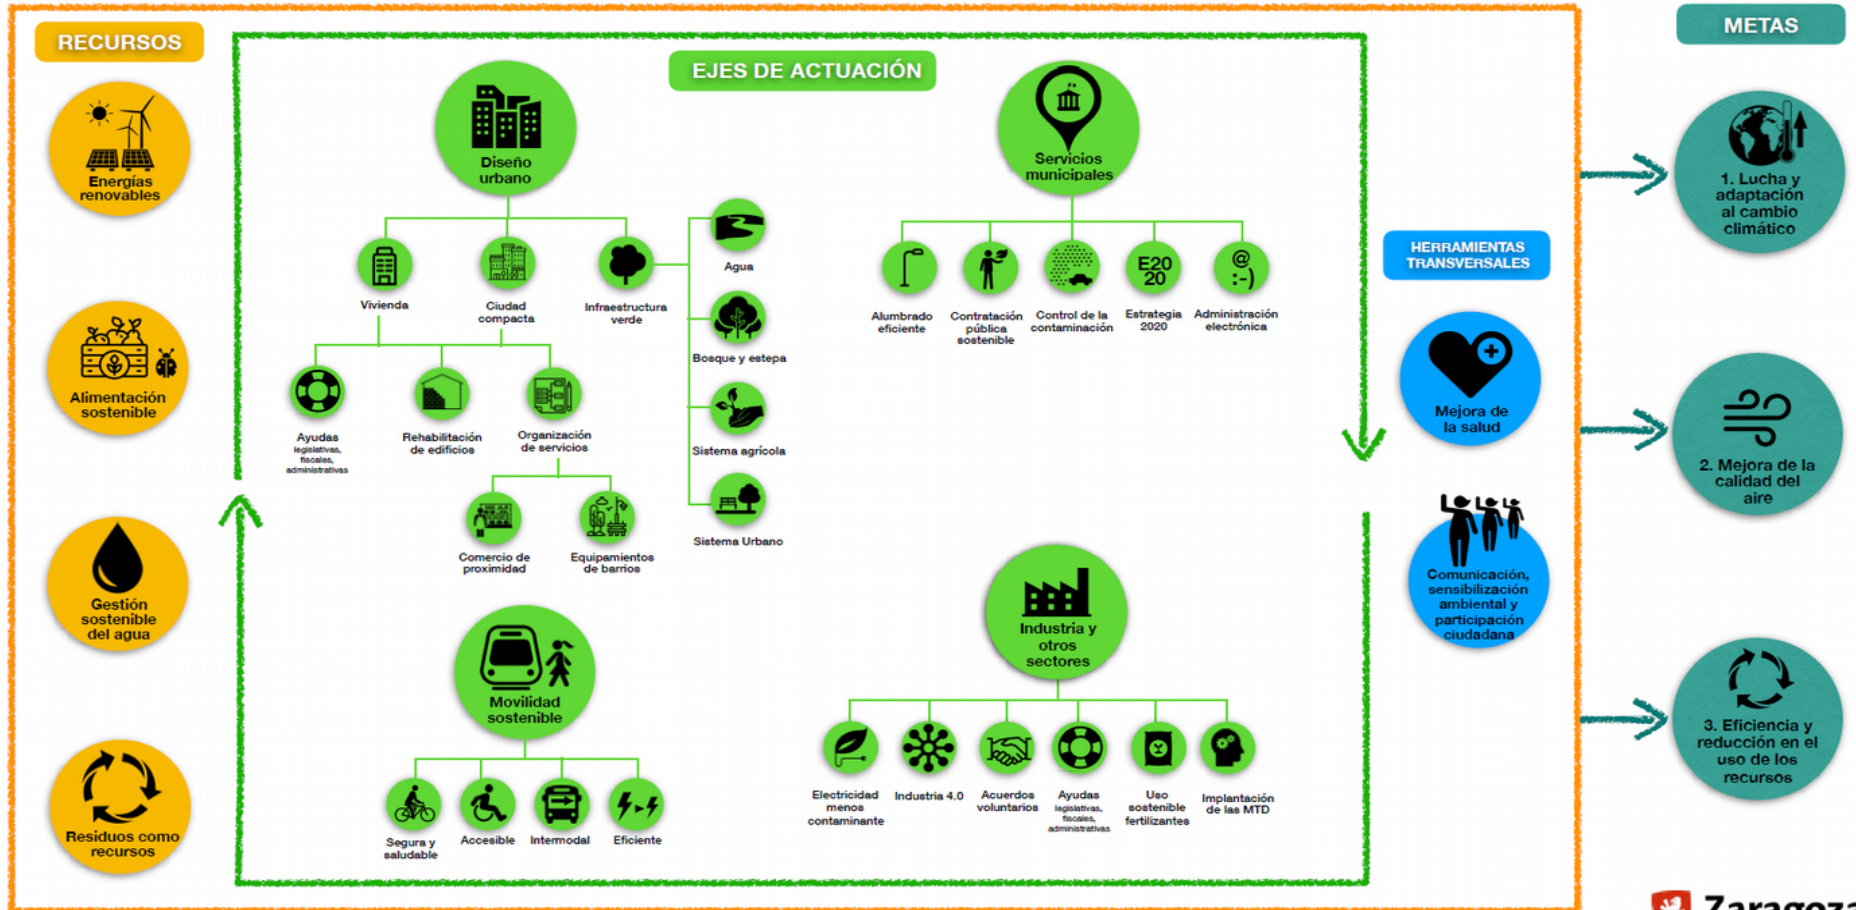 RECURSOS
Energías
renovables
Alimentación
sostenible
Gestión
sostenible
del agua
Residuos como
recursos
EJES DE ACTUACIÓN
Diseño
urbano
Vivienda
Ciudad
compacta
Infraestructura
verde
Agua
Bosque y estepa
Sistema agrícola
Sistema Urbano
Ayudas
legislativas,
fiscales,
administrativas
Rehabilitación
de edificios
Organización
de servicios
Comercio de
proximidad
Equipamientos
de barrios
Servicios
municipales
Alumbrado
eficiente
Contratación
pública
sostenible
Control de la
contaminación
E20
20
Estrategia
2020
@
:-)
Administración
electrónica
Movilidad
sostenible
Segura y
saludable
Accesible
Intermodal
Eficiente
Industria y
otros
sectores
Electricidad
menos
contaminante
Industria 4.0
Acuerdos
voluntarios
Ayudas
legislativas,
fiscales,
administrativas
Uso
sostenible
fertilizantes
Implantación
de las MTD
HERRAMIENTAS
TRANSVERSALES
Mejora de
la salud
Comunicación,
sensibilización
ambiental y
participación
ciudadana
METAS
1. Lucha y
adaptación
al cambio
climático
2. Mejora de la
calidad del
aire
3. Eficiencia y
reducción en el
uso de los
recursos
Zaragoza